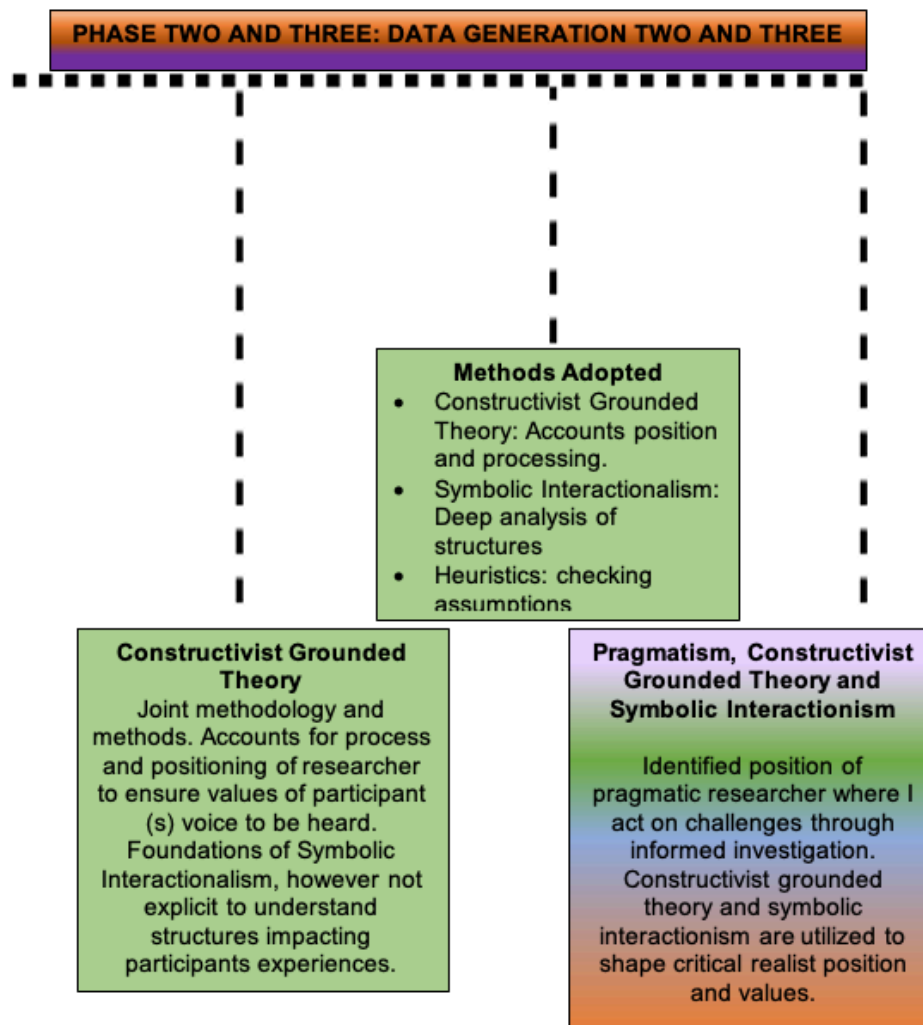 PHASE TWO AND THREE: DATA GENERATION TWO AND THREE
Methods Adopted
• Constructivist Grounded
Theory: Accounts position
and processing.
• Symbolic Interactionalism:
Deep analysis of
structures
• Heuristics: checking
assumptions
Constructivist Grounded
Theory
Joint methodology and
methods. Accounts for process
and positioning of researcher
to ensure values of participant
(s) voice to be heard.
Foundations of Symbolic
Interactionalism, however not
explicit to understand
structures impacting
participants experiences.
Pragmatism, Constructivist
Grounded Theory and
Symbolic Interactionism
Identified position of
pragmatic researcher where I
act on challenges through
informed investigation.
Constructivist grounded
theory and symbolic
interactionism are utilized to
shape critical realist position
and values.